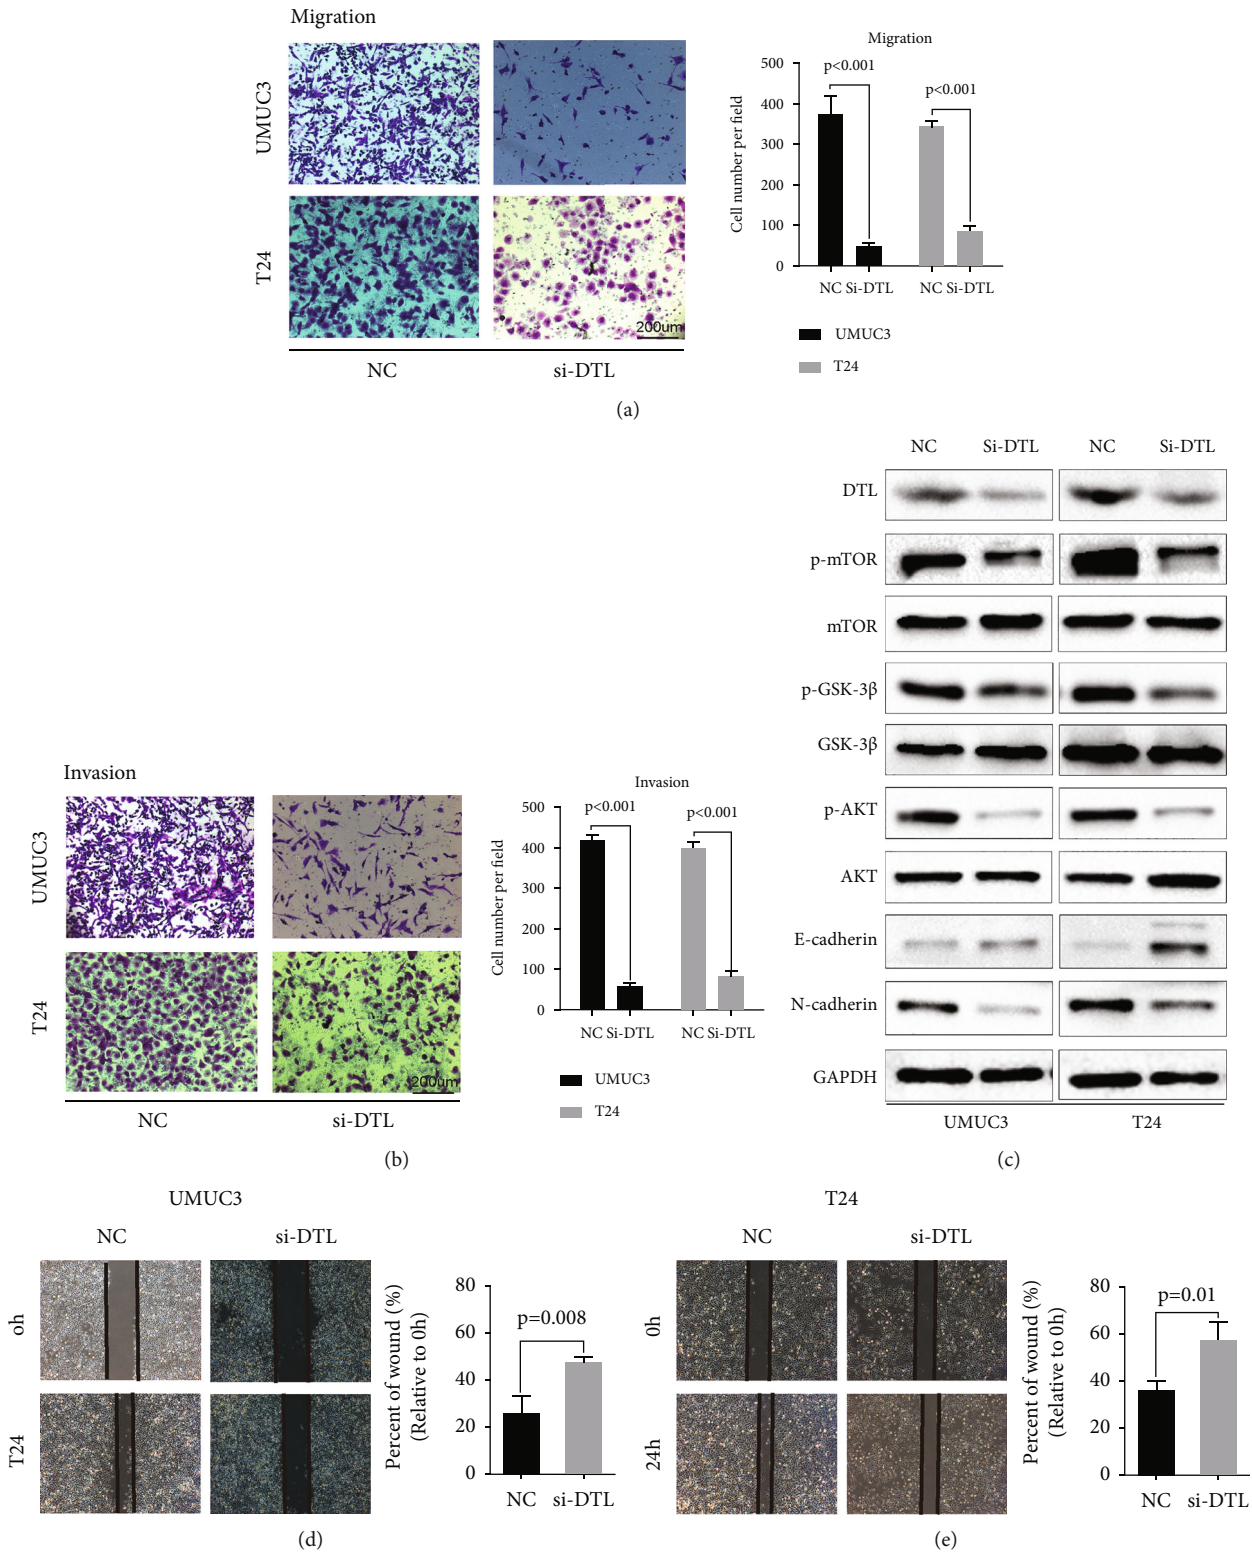 Migration
UMUC3
T24
200um
NC si-DTL
Migration
Cell number per field
500
400
300
200
100
0
p<0.001
p<0.001
NC Si-DTL NC Si-DTL
UMUC3
T24
(a)
Invasion
UMUC3
T24
200um
NC si-DTL
Invasion
Cell number per field
500
400
300
200
100
0
p<0.001
p<0.001
NC Si-DTL NC Si-DTL
UMUC3
T24
(b)
NC Si-DTL NC Si-DTL
DTL
p-mTOR
mTOR
p-GSK-3β
GSK-3β
p-AKT
AKT
E-cadherin
N-cadherin
GAPDH
UMUC3 T24
(c)
UMUC3
NC si-DTL
oh
T24
Percent of wound (%)
(Relative to 0h)
80
60
40
20
0
p=0.008
NC si-DTL
(d)
T24
NC si-DTL
0h
24h
Percent of wound (%)
(Relative to 0h)
80
60
40
20
0
p=0.01
NC si-DTL
(e)